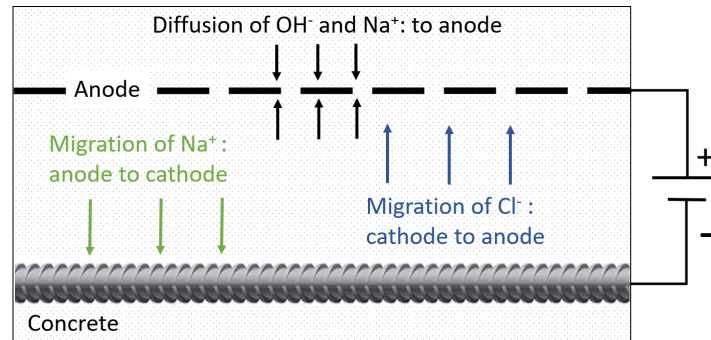 Diffusion of OH⁻ and Na⁺: to anode
Anode
Migration of Na⁺ :
anode to cathode
Migration of Cl⁻ :
cathode to anode
+
-
Concrete